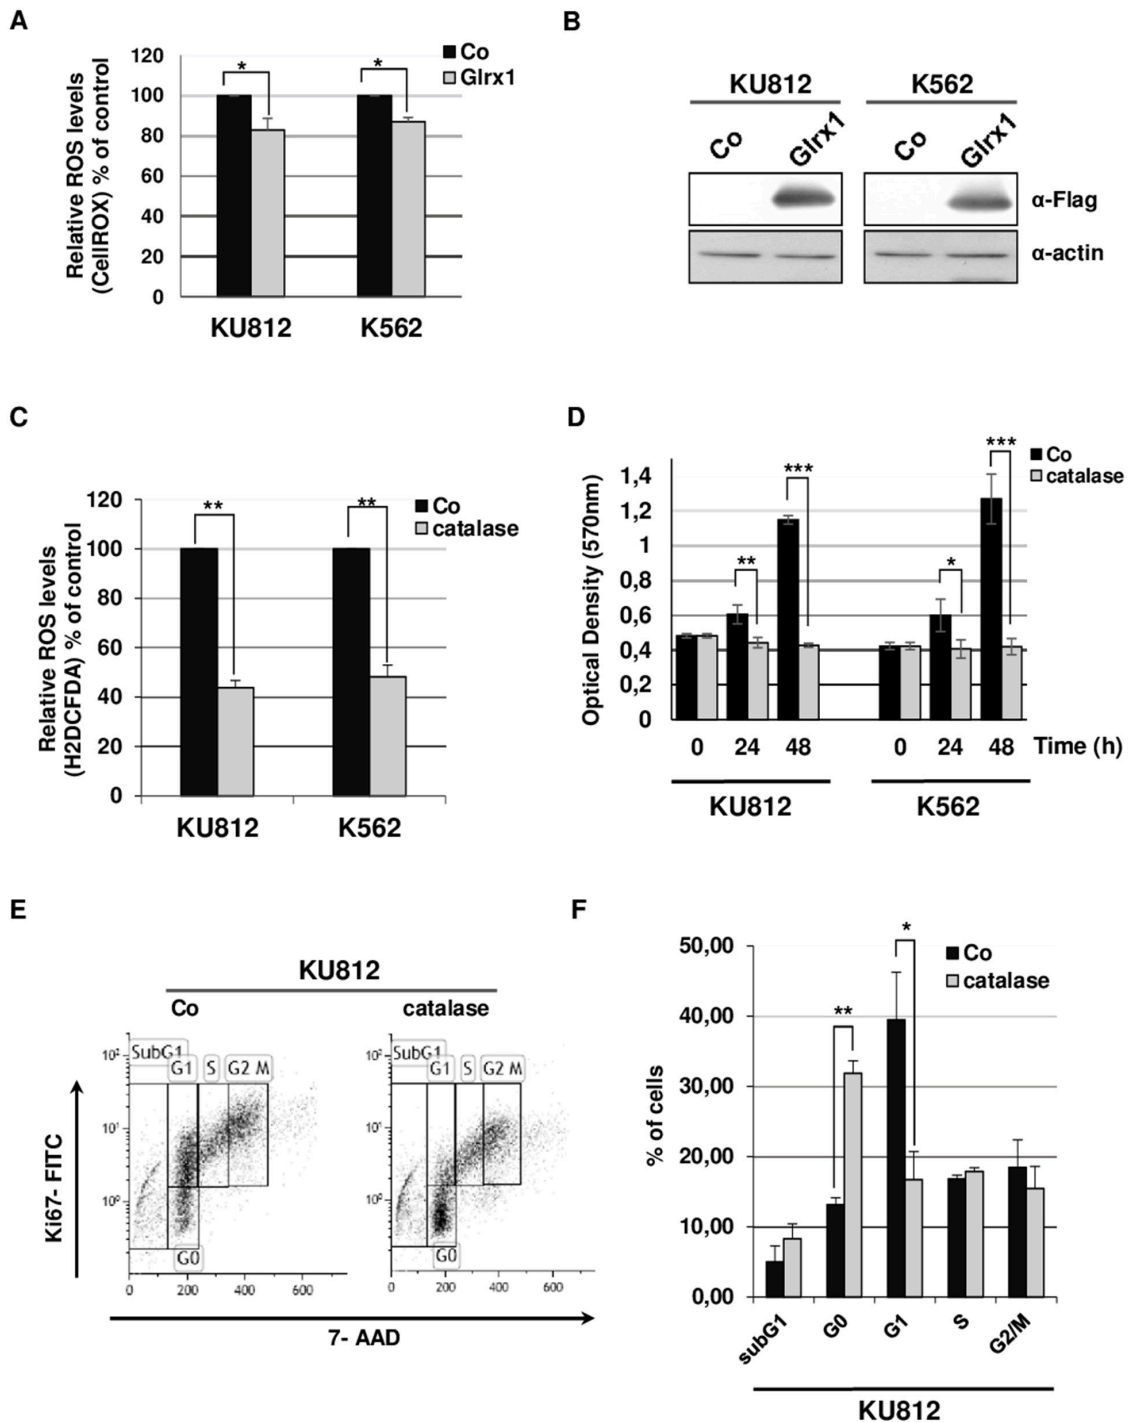 A
120
100
80
60
40
20
0
Relative ROS levels
(CellROX) % of control
*
*
Co
Glrx1
KU812
K562
B
KU812
K562
Co
Glrx1
Co
Glrx1
α-Flag
α-actin
C
120
100
80
60
40
20
0
Relative ROS levels
(H2DCFDA) % of control
**
**
Co
catalase
KU812
K562
D
1,4
1,2
1
0,8
0,6
0,4
0,2
0
Optical Density (570nm)
**
***
*
***
Co
catalase
0 24 48 0 24 48 Time (h)
KU812
K562
E
KU812
Co
catalase
SubG1
G1 S G2 M
G0
10²
10¹
10⁰
0 200 400 600
SubG1
G1 S G2 M
G0
10²
10¹
10⁰
0 200 400 600
Ki67- FITC
7- AAD
F
50,00
40,00
30,00
20,00
10,00
0,00
% of cells
**
*
Co
catalase
subG1
G0
G1
S
G2/M
KU812